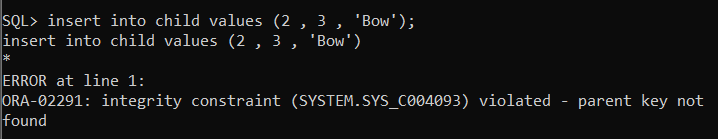 SQL> insert into child values (2 , 3 , 'Bow');
insert into child values (2 , 3 , 'Bow')
*
ERROR at line 1:
ORA-02291: integrity constraint (SYSTEM.SYS_C004093) violated - parent key not
found